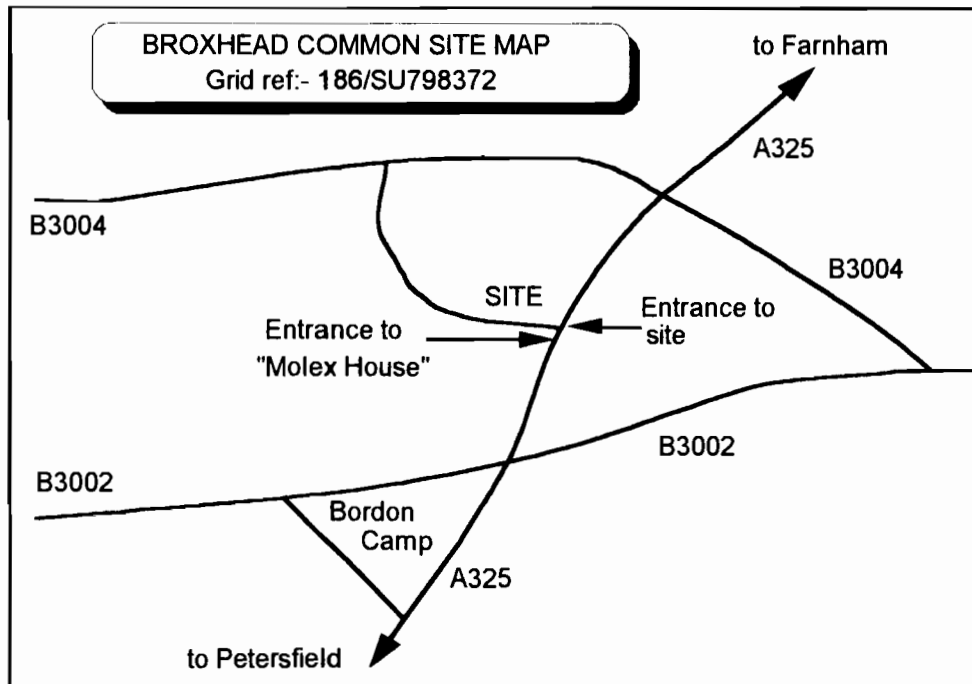 BROXHEAD COMMON SITE MAP
Grid ref:- 186/SU798372
to Farnham
A325
B3004
B3004
SITE
Entrance to
site
Entrance to
"Molex House"
B3002
B3002
Bordon
Camp
A325
to Petersfield